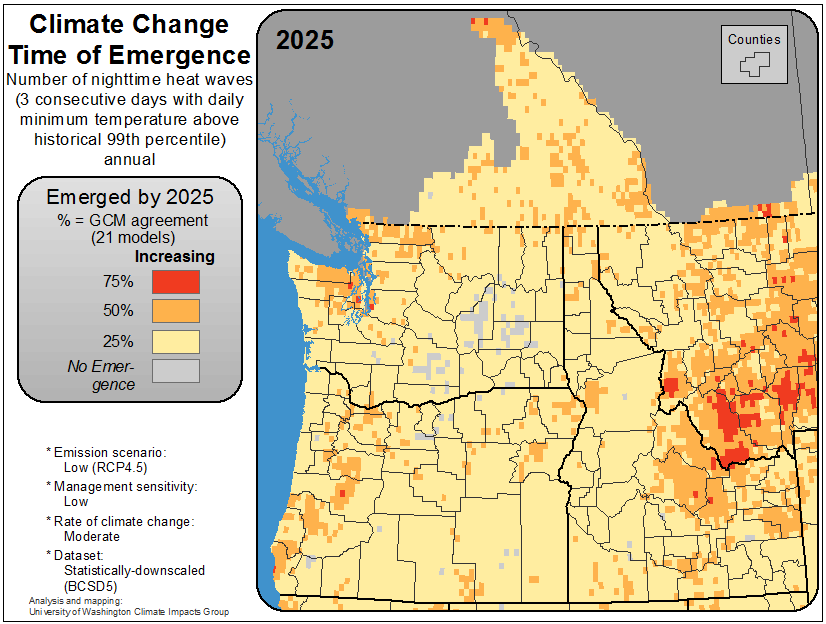 Climate Change
Time of Emergence
Number of nighttime heat waves
(3 consecutive days with daily
minimum temperature above
historical 99th percentile)
annual
Emerged by 2025
% = GCM agreement
(21 models)
Increasing
75%
50%
25%
No Emer-
gence
* Emission scenario:
Low (RCP4.5)
* Management sensitivity:
Low
* Rate of climate change:
Moderate
* Dataset:
Statistically-downscaled
(BCSD5)
Analysis and mapping:
University of Washington Climate Impacts Group
2025
Counties